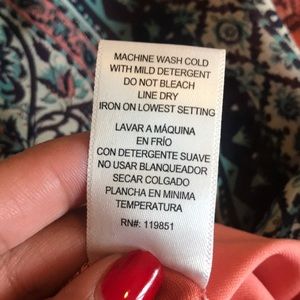 MACHINE WASH COLD
WITH MILD DETERGENT
DO NOT BLEACH
LINE DRY
IRON ON LOWEST SETTING
LAVAR A MÁQUINA
EN FRÍO
CON DETERGENTE SUAVE
NO USAR BLANQUEADOR
SECAR COLGADO
PLANCHA EN MINIMA
TEMPERATURA
RN#: 119851